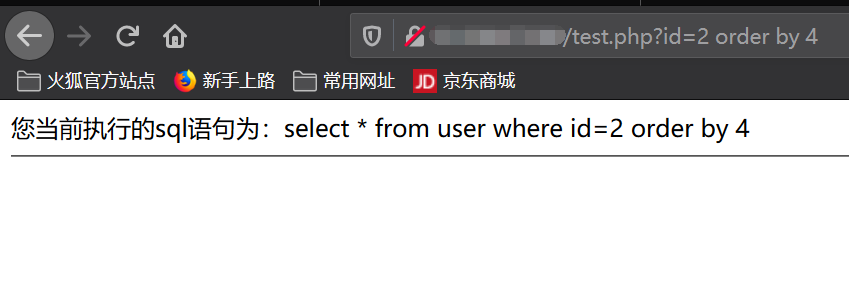 /test.php?id=2 order by 4
火狐官方站点 新手上路 常用网址 JD 京东商城
您当前执行的sql语句为：select * from user where id=2 order by 4